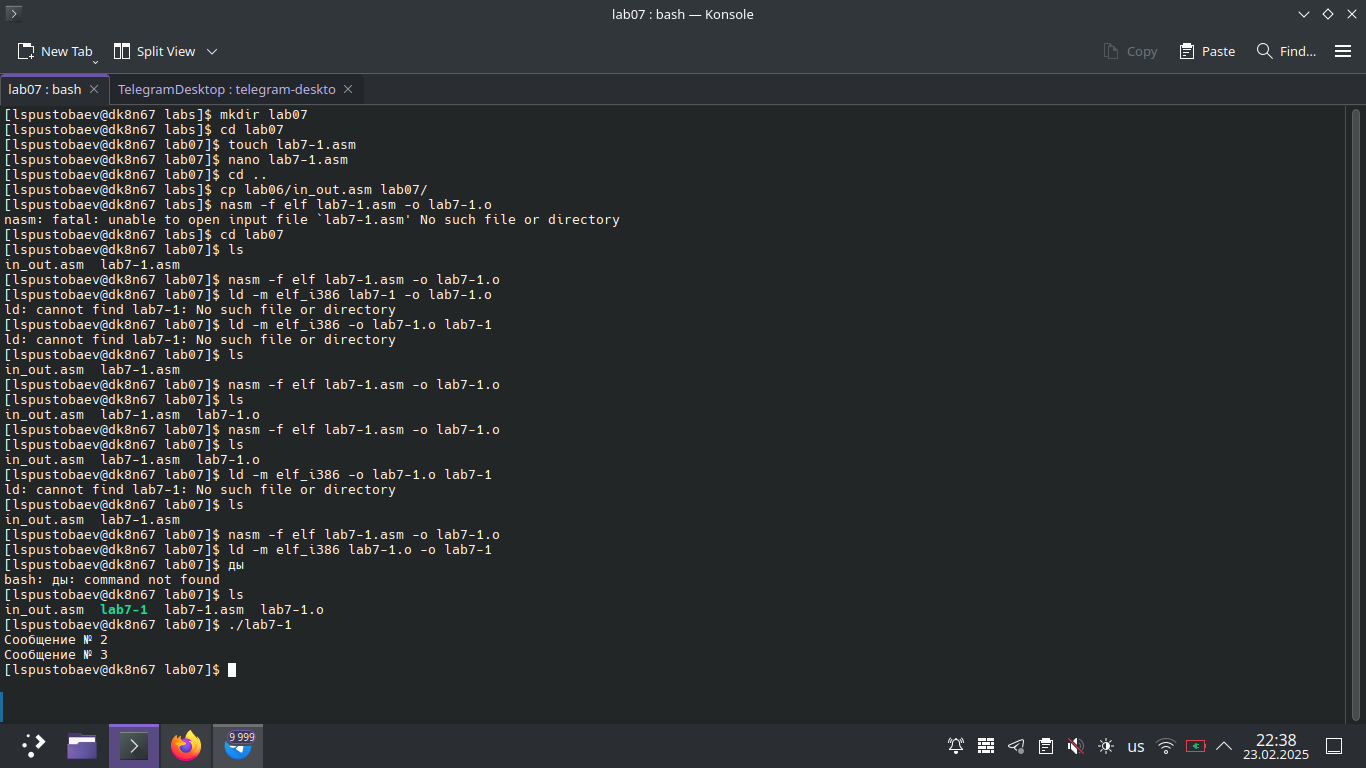 lab07 : bash — Konsole
New Tab
Split View
Copy
Paste
Find...
lab07 : bash
TelegramDesktop : telegram-deskto
[lspustobaev@dk8n67 labs]$ mkdir lab07
[lspustobaev@dk8n67 labs]$ cd lab07
[lspustobaev@dk8n67 lab07]$ touch lab7-1.asm
[lspustobaev@dk8n67 lab07]$ nano lab7-1.asm
[lspustobaev@dk8n67 lab07]$ cd ..
[lspustobaev@dk8n67 labs]$ cp lab06/in_out.asm lab07/
[lspustobaev@dk8n67 labs]$ nasm -f elf lab7-1.asm -o lab7-1.o
nasm: fatal: unable to open input file `lab7-1.asm' No such file or directory
[lspustobaev@dk8n67 labs]$ cd lab07
[lspustobaev@dk8n67 lab07]$ ls
in_out.asm  lab7-1.asm
[lspustobaev@dk8n67 lab07]$ nasm -f elf lab7-1.asm -o lab7-1.o
[lspustobaev@dk8n67 lab07]$ ld -m elf_i386 lab7-1 -o lab7-1.o
ld: cannot find lab7-1: No such file or directory
[lspustobaev@dk8n67 lab07]$ ld -m elf_i386 -o lab7-1.o lab7-1
ld: cannot find lab7-1: No such file or directory
[lspustobaev@dk8n67 lab07]$ ls
in_out.asm  lab7-1.asm
[lspustobaev@dk8n67 lab07]$ nasm -f elf lab7-1.asm -o lab7-1.o
[lspustobaev@dk8n67 lab07]$ ls
in_out.asm  lab7-1.asm  lab7-1.o
[lspustobaev@dk8n67 lab07]$ nasm -f elf lab7-1.asm -o lab7-1.o
[lspustobaev@dk8n67 lab07]$ ls
in_out.asm  lab7-1.asm  lab7-1.o
[lspustobaev@dk8n67 lab07]$ ld -m elf_i386 -o lab7-1.o lab7-1
ld: cannot find lab7-1: No such file or directory
[lspustobaev@dk8n67 lab07]$ ls
in_out.asm  lab7-1.asm
[lspustobaev@dk8n67 lab07]$ nasm -f elf lab7-1.asm -o lab7-1.o
[lspustobaev@dk8n67 lab07]$ ld -m elf_i386 lab7-1.o -o lab7-1
[lspustobaev@dk8n67 lab07]$ ды
bash: ды: command not found
[lspustobaev@dk8n67 lab07]$ ls
in_out.asm  lab7-1  lab7-1.asm  lab7-1.o
[lspustobaev@dk8n67 lab07]$ ./lab7-1
Сообщение № 2
Сообщение № 3
[lspustobaev@dk8n67 lab07]$
9 999
us
22:38
23.02.2025